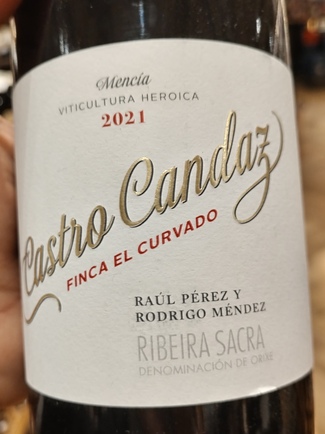 Mencía
VITICULTURA HEROICA
2021
Castro Candaz
FINCA EL CURVADO
RAÚL PÉREZ Y
RODRIGO MÉNDEZ
RIBEIRA SACRA
DENOMINACIÓN DE ORIXE